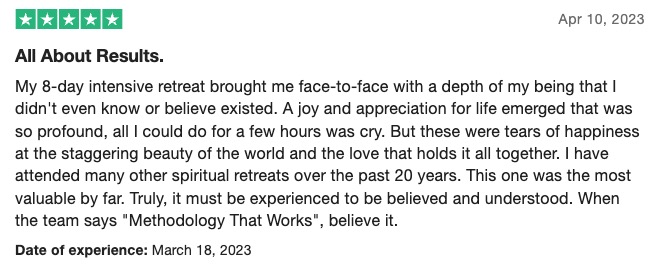 Apr 10, 2023
All About Results.
My 8-day intensive retreat brought me face-to-face with a depth of my being that I
didn't even know or believe existed. A joy and appreciation for life emerged that was
so profound, all I could do for a few hours was cry. But these were tears of happiness
at the staggering beauty of the world and the love that holds it all together. I have
attended many other spiritual retreats over the past 20 years. This one was the most
valuable by far. Truly, it must be experienced to be believed and understood. When
the team says "Methodology That Works", believe it.
Date of experience: March 18, 2023